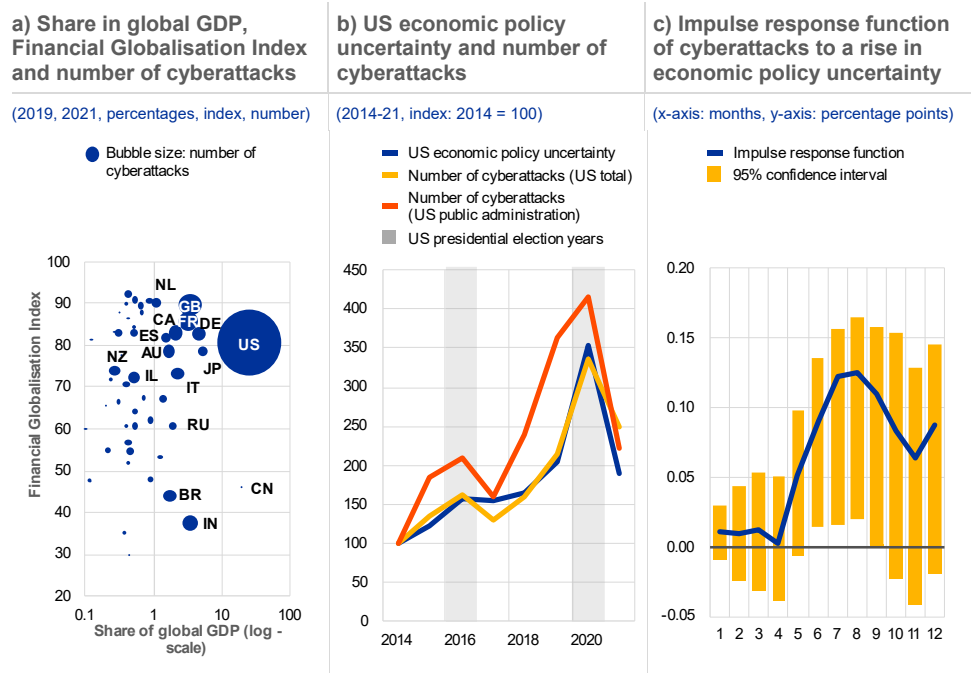 a) Share in global GDP,
Financial Globalisation Index
and number of cyberattacks
(2019, 2021, percentages, index, number)
Bubble size: number of
cyberattacks
Financial Globalisation Index
100
90
80
70
60
50
40
30
20
NL
GB
FR
CA
DE
ES
US
AU
JP
NZ
IL
IT
RU
BR
CN
IN
0.1
1
10
100
Share of global GDP (log -
scale)
b) US economic policy
uncertainty and number of
cyberattacks
(2014-21, index: 2014 = 100)
US economic policy uncertainty
Number of cyberattacks (US total)
Number of cyberattacks
(US public administration)
US presidential election years
450
400
350
300
250
200
150
100
50
0
2014
2016
2018
2020
c) Impulse response function
of cyberattacks to a rise in
economic policy uncertainty
(x-axis: months, y-axis: percentage points)
Impulse response function
95% confidence interval
0.20
0.15
0.10
0.05
0.00
-0.05
1 2 3 4 5 6 7 8 9 10 11 12